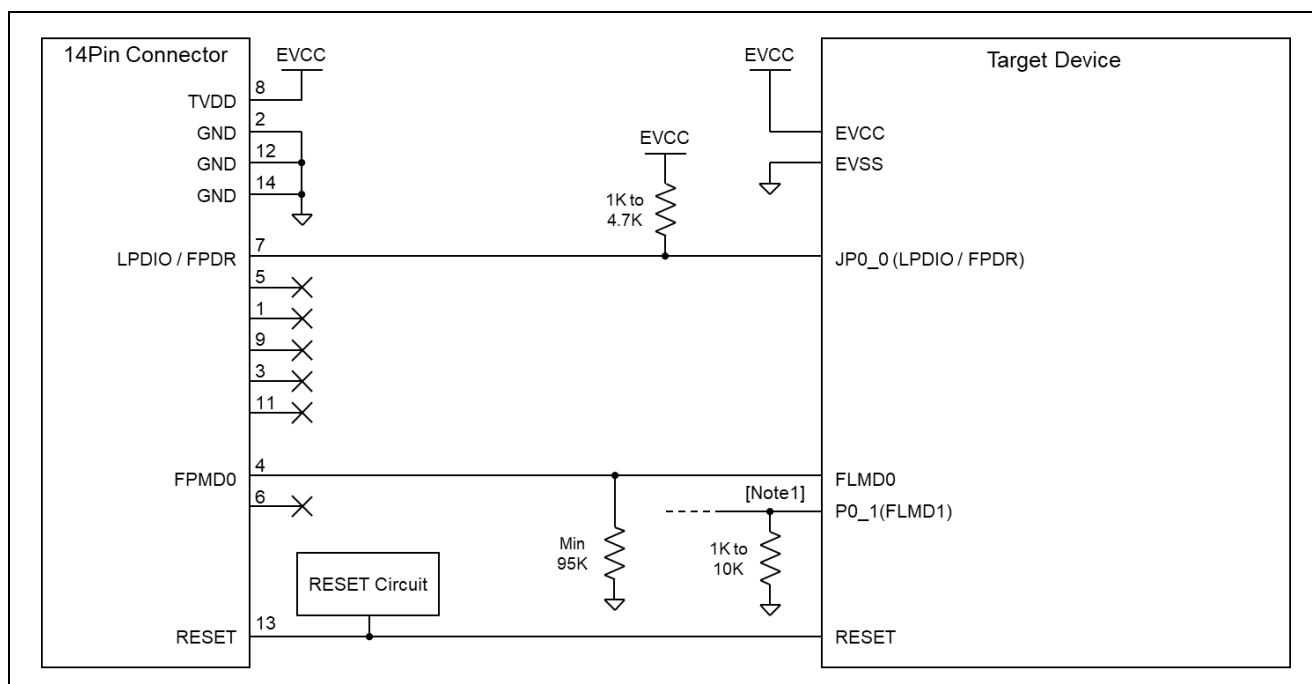 14Pin Connector
EVCC
EVCC
Target Device
8
TVDD
2
GND
EVCC
EVCC
12
GND
EVSS
14
GND
1K to
4.7K
7
LPDIO / FPDR
JP0_0 (LPDIO / FPDR)
5
1
9
3
11
4
FPMD0
FLMD0
6
[Note1]
P0_1(FLMD1)
Min
95K
1K to
10K
RESET Circuit
13
RESET
RESET